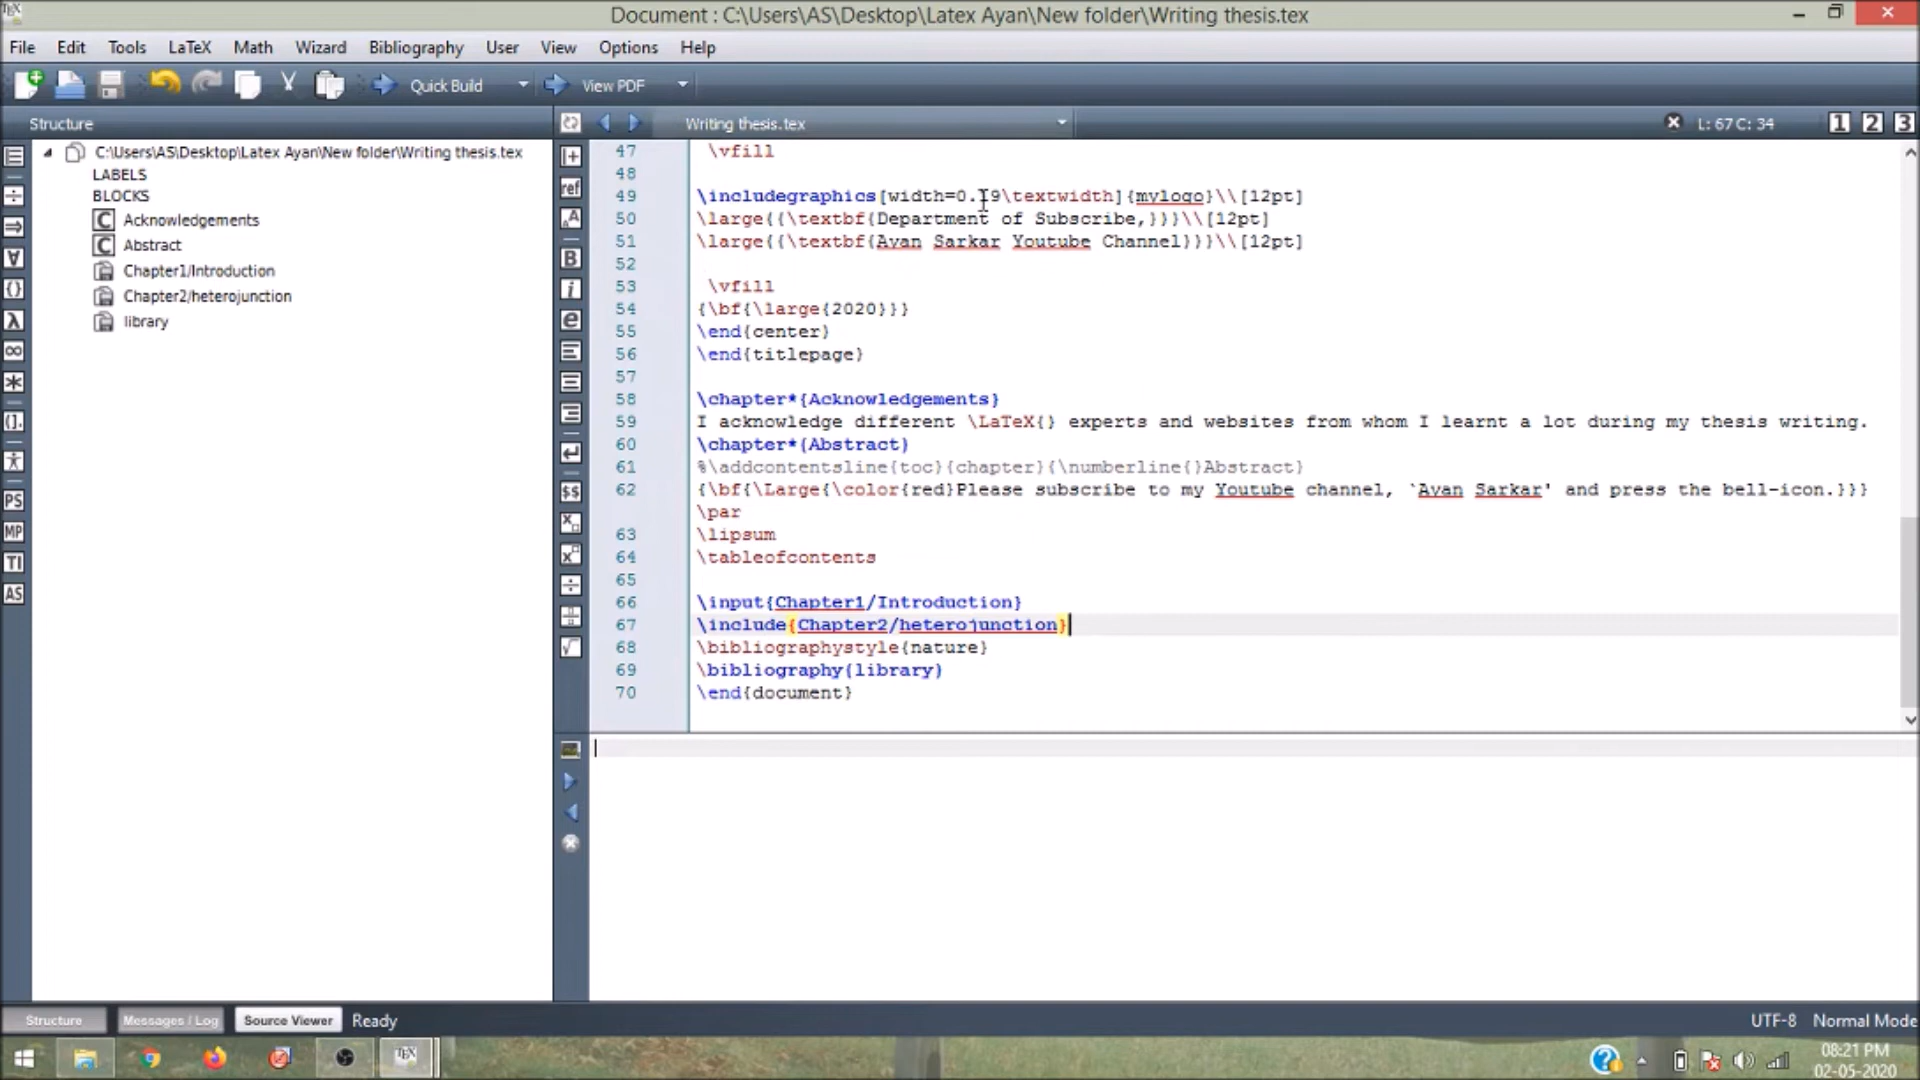 Document : C:\Users\AS\Desktop\Latex Ayan\New folder\Writing thesis.tex
File Edit Tools LaTeX Math Wizard Bibliography User View Options Help
Quick Build View PDF
Structure Writing thesis.tex L: 67 C: 34 1 2 3
C:\Users\AS\Desktop\Latex Ayan\New folder\Writing thesis.tex
LABELS
BLOCKS
Acknowledgements
Abstract
Chapter1/Introduction
Chapter2/heterojunction
library
47 \vfill
48
49 \includegraphics[width=0.19\textwidth]{mylogo}\\[12pt]
50 \large{{\textbf{Department of Subscribe,}}}\\[12pt]
51 \large{{\textbf{Ayan Sarkar Youtube Channel}}}\\[12pt]
52
53 \vfill
54 {\bf{\large{2020}}}
55 \end{center}
56 \end{titlepage}
57
58 \chapter*{Acknowledgements}
59 I acknowledge different \LaTeX{} experts and websites from whom I learnt a lot during my thesis writing.
60 \chapter*{Abstract}
61 %\addcontentsline{toc}{chapter}{\numberline{}Abstract}
62 {\bf{\Large{\color{red}Please subscribe to my Youtube channel, `Ayan Sarkar' and press the bell-icon.}}}
\par
63 \lipsum
64 \tableofcontents
65
66 \input{Chapter1/Introduction}
67 \include{Chapter2/heterojunction}
68 \bibliographystyle{nature}
69 \bibliography{library}
70 \end{document}
Structure Messages / Log Source Viewer Ready UTF-8 Normal Mode
08:21 PM
02-05-2020